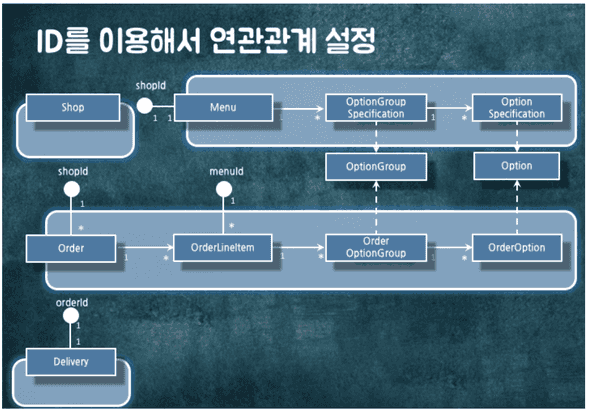 ID를 이용해서 연관관계 설정
shopId
Shop
1
1
Menu
1
*
OptionGroup
Specification
1
*
Option
Specification
OptionGroup
Option
shopId
1
*
menuId
1
*
Order
1
*
OrderLineItem
1
*
Order
OptionGroup
1
*
OrderOption
orderId
1
1
Delivery